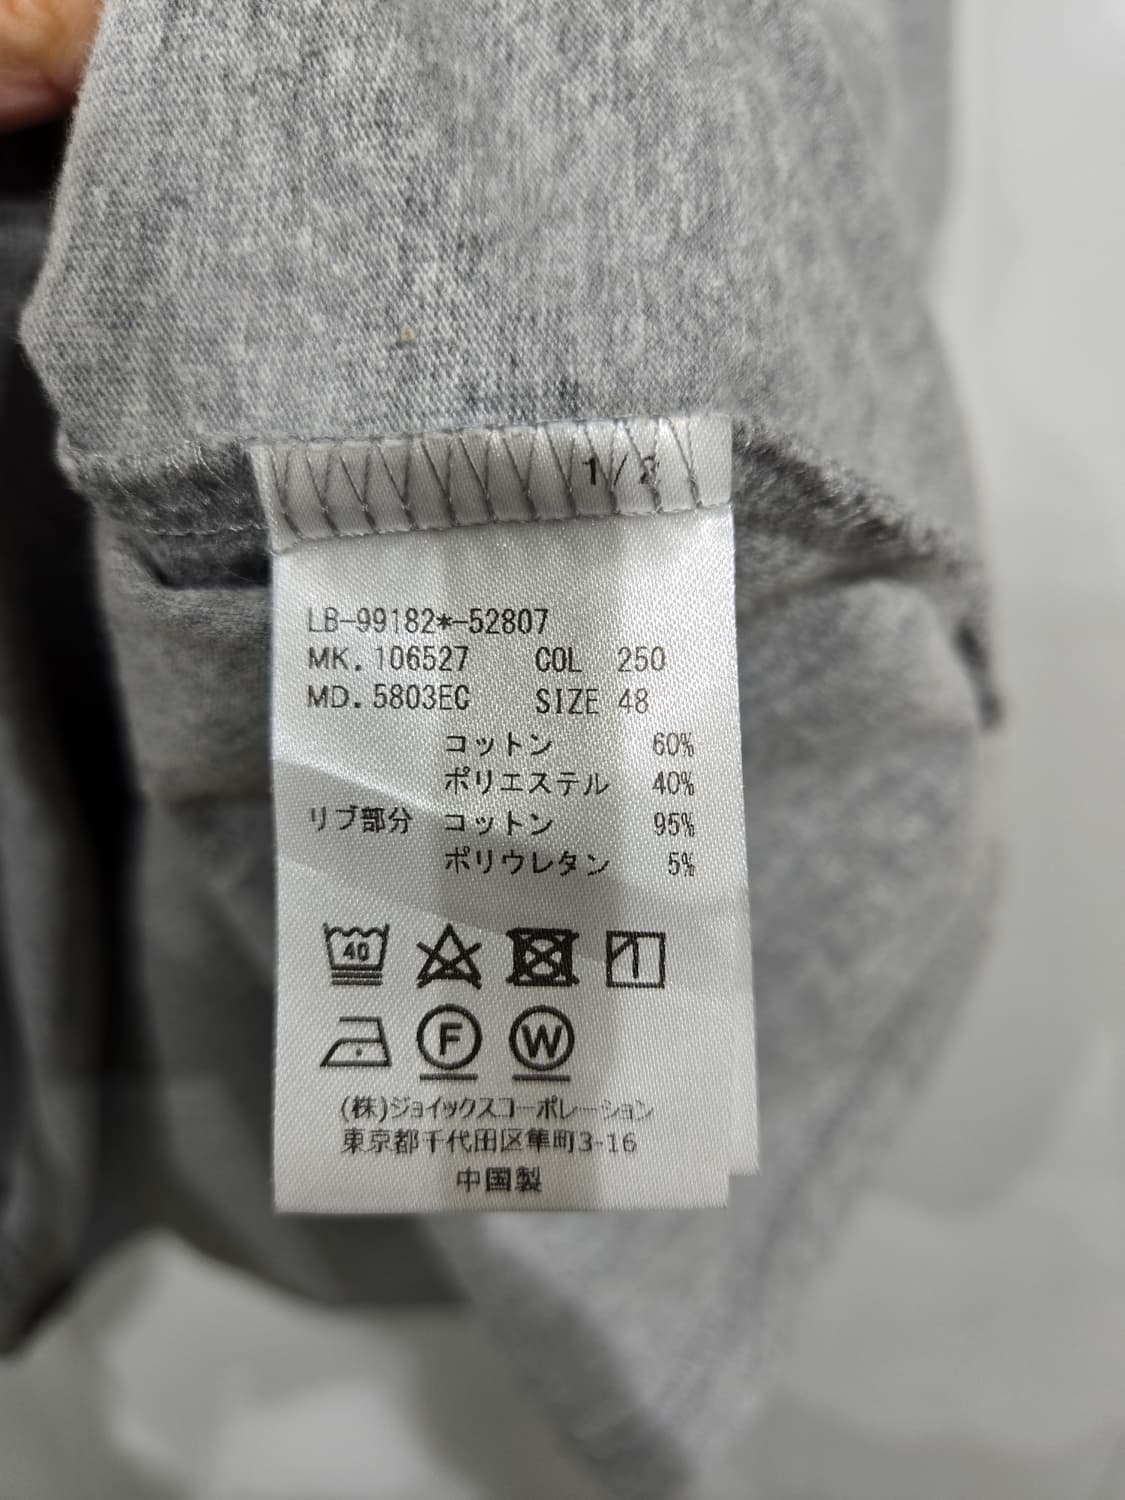 1/2
LB-99182*-52807
MK. 106527 COL 250
MD. 5803EC SIZE 48
コットン 60%
ポリエステル 40%
リブ部分 コットン 95%
ポリウレタン 5%
40
F W
(株)ジョイックスコーポレーション
東京都千代田区隼町3-16
中国製